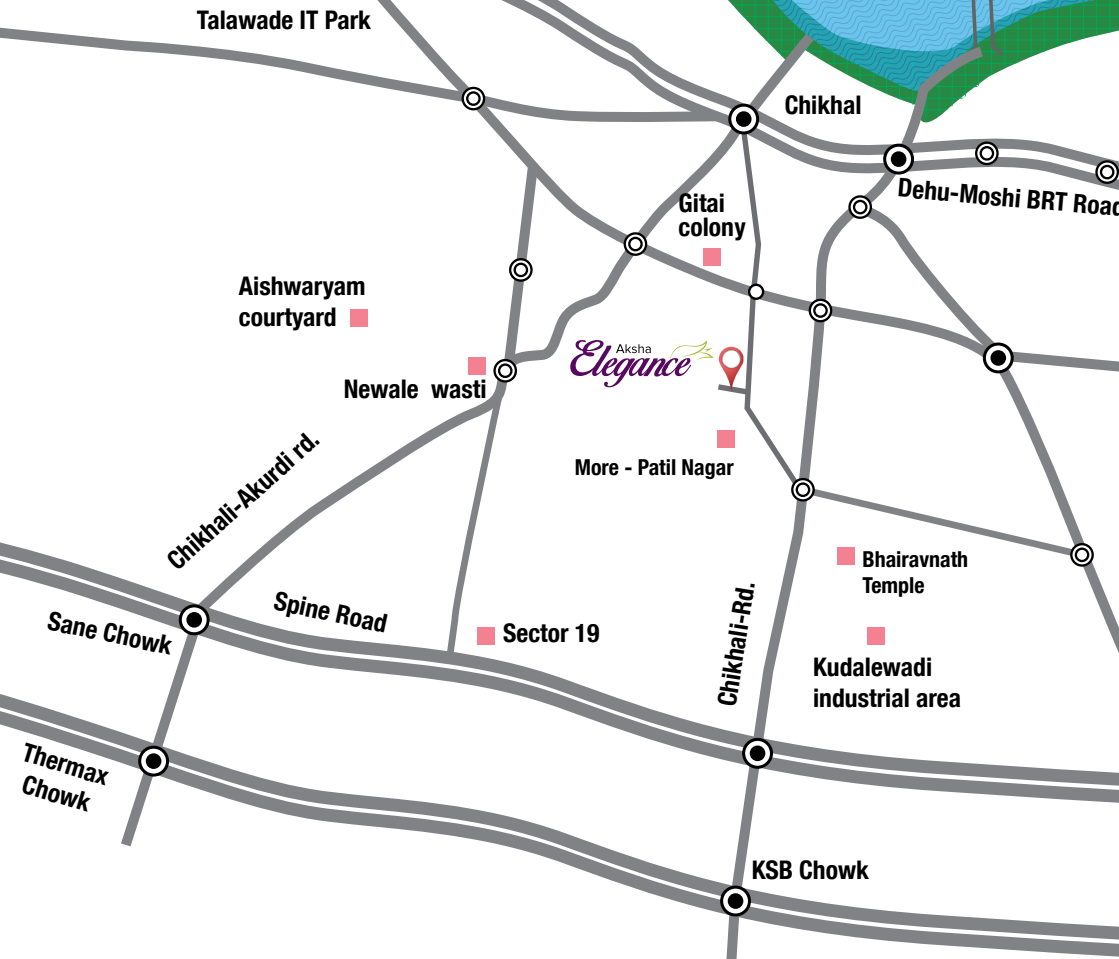 Talawade IT Park
Chikhal
Dehu-Moshi BRT Road
Gitai
colony
Aishwaryam
courtyard
Aksha
Elegance
Newale wasti
More - Patil Nagar
Chikhali-Akurdi rd.
Bhairavnath
Temple
Spine Road
Sane Chowk
Sector 19
Chikhali-Rd.
Kudalewadi
industrial area
Thermax
Chowk
KSB Chowk